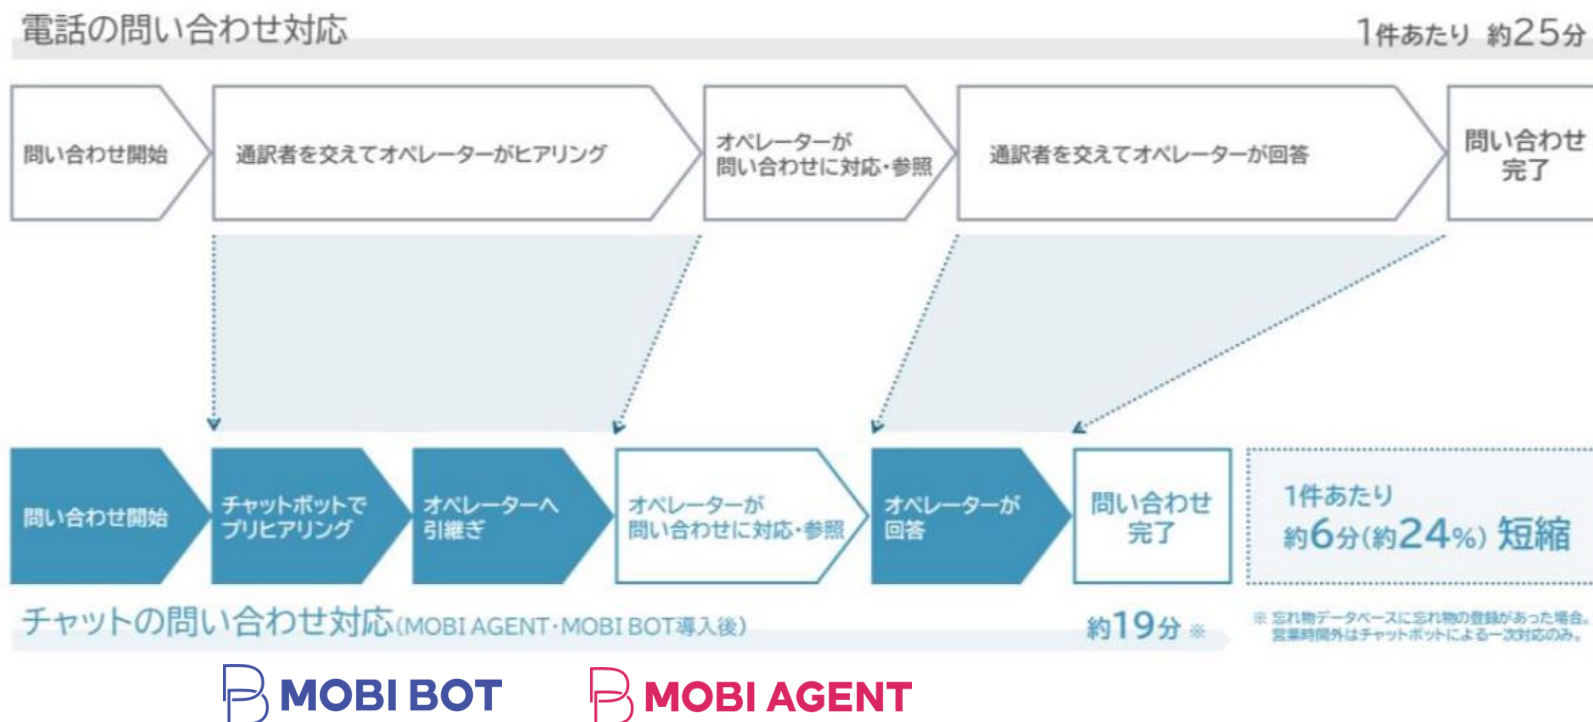 電話の問い合わせ対応
1件あたり 約25分
問い合わせ開始
通訳者を交えてオペレーターがヒアリング
オペレーターが
問い合わせに対応・参照
通訳者を交えてオペレーターが回答
問い合わせ
完了
問い合わせ開始
チャットボットで
プリヒアリング
オペレーターへ
引継ぎ
オペレーターが
問い合わせに対応・参照
オペレーターが
回答
問い合わせ
完了
1件あたり
約6分(約24%) 短縮
チャットの問い合わせ対応(MOBI AGENT・MOBI BOT導入後)
約19分 ※
※ 忘れ物データベースに忘れ物の登録があった場合。
営業時間外はチャットボットによる一次対応のみ。
MOBI BOT
MOBI AGENT